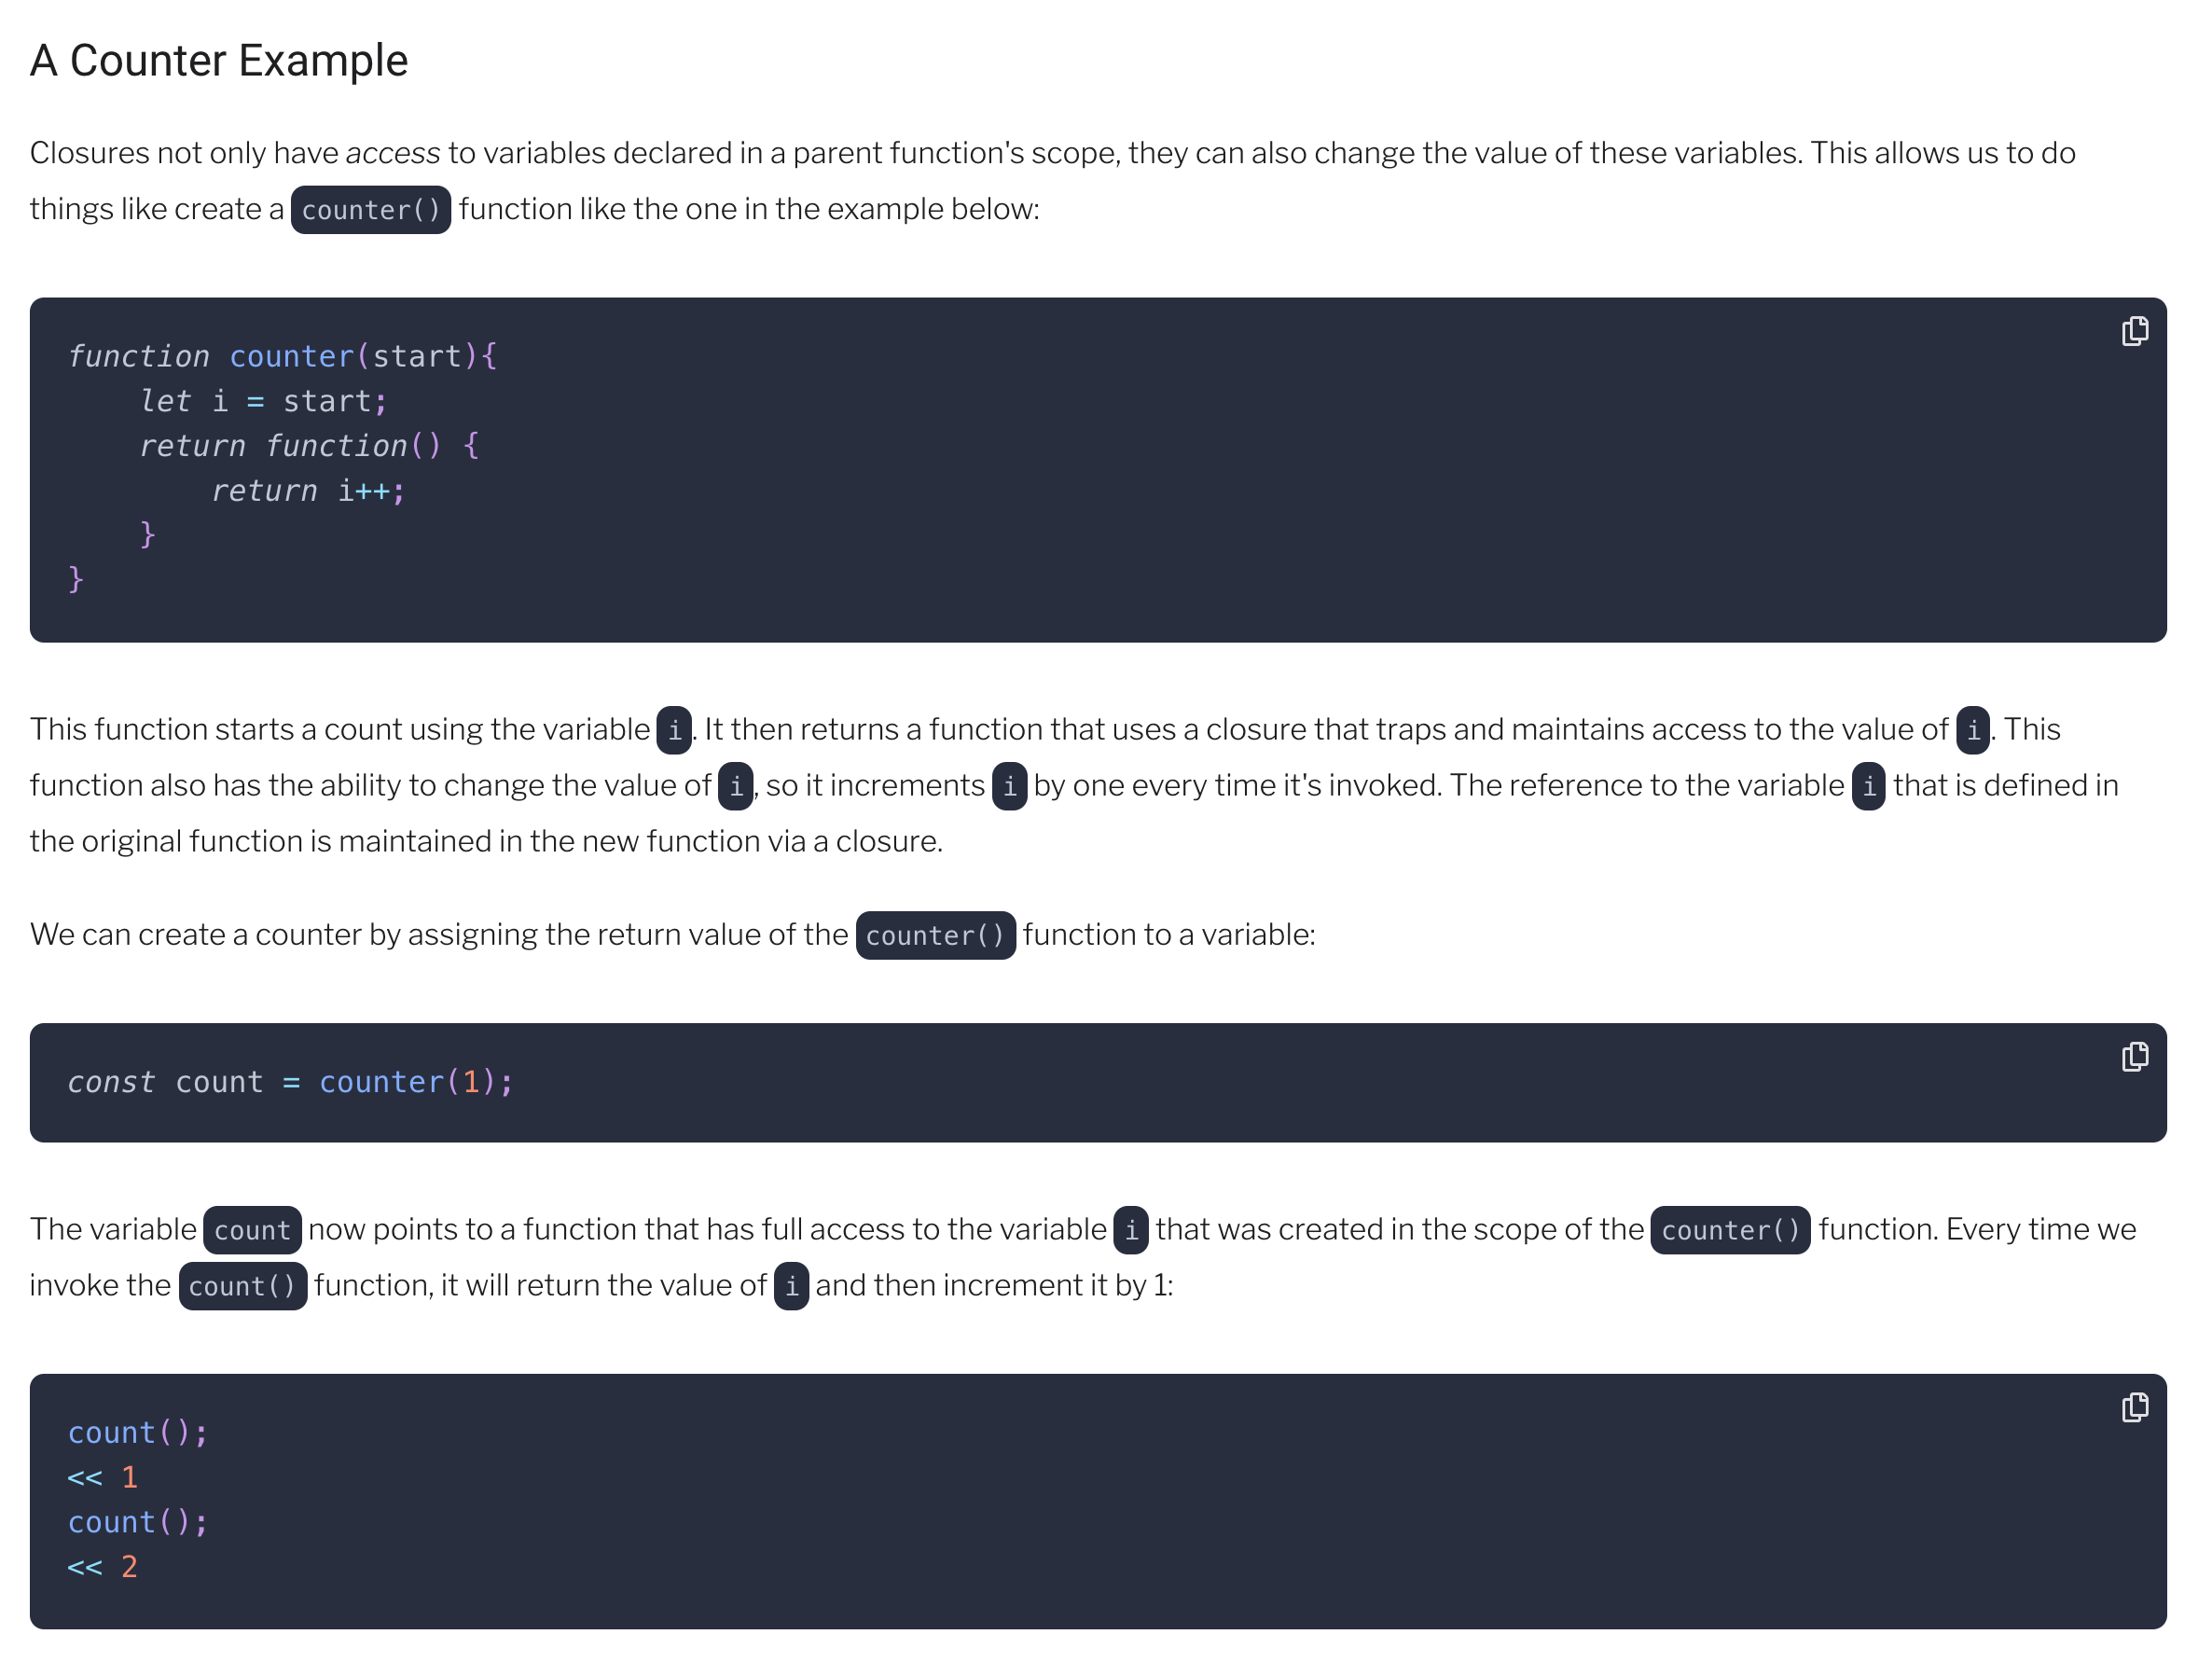 A Counter Example
Closures not only have access to variables declared in a parent function's scope, they can also change the value of these variables. This allows us to do
things like create a counter() function like the one in the example below:
function counter(start){
    let i = start;
    return function() {
        return i++;
    }
}
This function starts a count using the variable i. It then returns a function that uses a closure that traps and maintains access to the value of i. This
function also has the ability to change the value of i, so it increments i by one every time it's invoked. The reference to the variable i that is defined in
the original function is maintained in the new function via a closure.
We can create a counter by assigning the return value of the counter() function to a variable:
const count = counter(1);
The variable count now points to a function that has full access to the variable i that was created in the scope of the counter() function. Every time we
invoke the count() function, it will return the value of i and then increment it by 1:
count();
<< 1
count();
<< 2